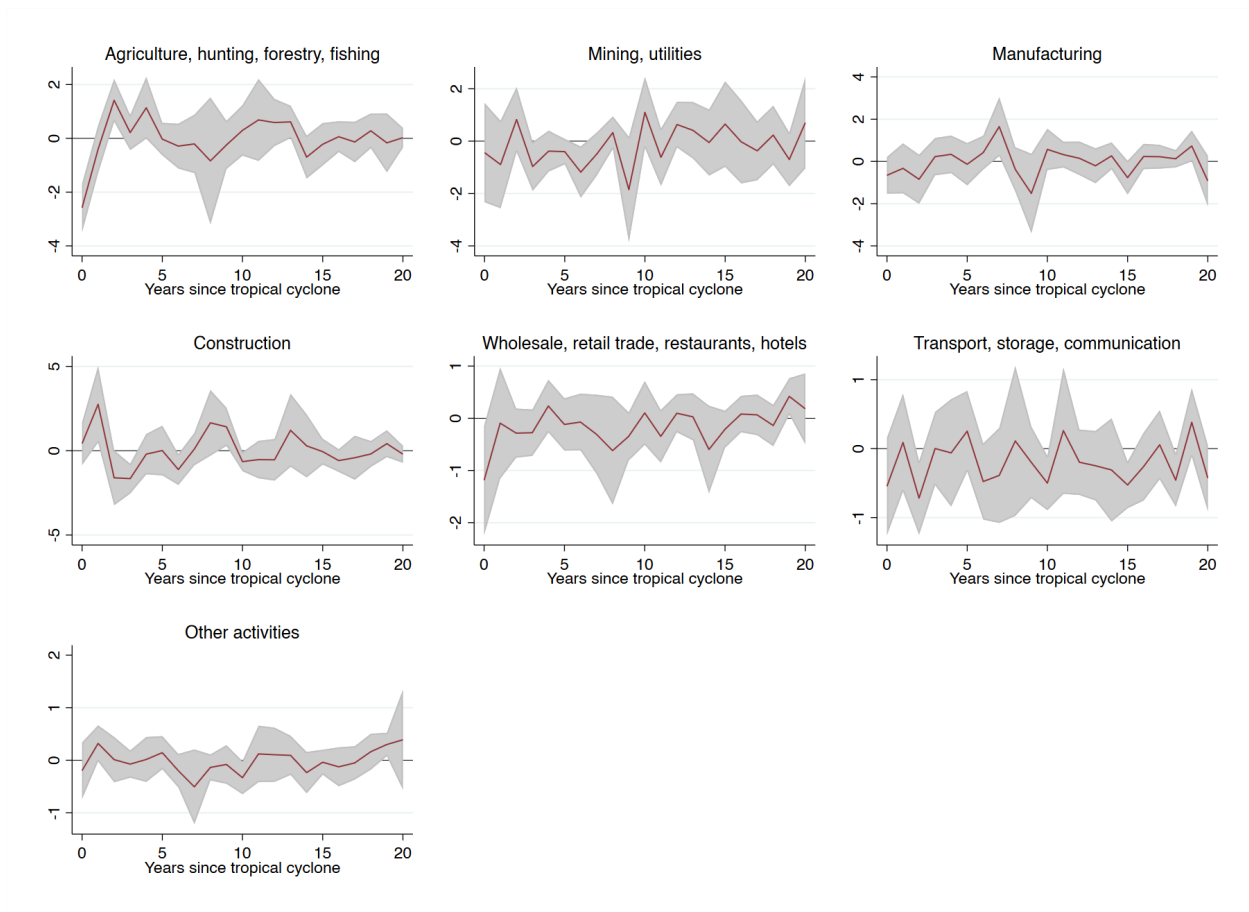 Agriculture, hunting, forestry, fishing
2
0
-2
-4
0 5 10 15 20
Years since tropical cyclone
Mining, utilities
2
0
-2
-4
0 5 10 15 20
Years since tropical cyclone
Manufacturing
4
2
0
-2
-4
0 5 10 15 20
Years since tropical cyclone
Construction
5
0
-5
0 5 10 15 20
Years since tropical cyclone
Wholesale, retail trade, restaurants, hotels
1
0
-1
-2
0 5 10 15 20
Years since tropical cyclone
Transport, storage, communication
1
0
-1
0 5 10 15 20
Years since tropical cyclone
Other activities
2
1
0
-1
0 5 10 15 20
Years since tropical cyclone